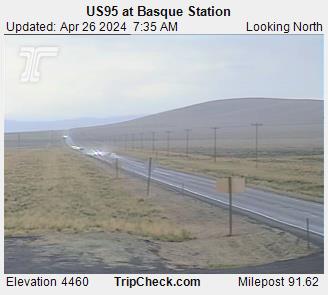 US95 at Basque Station
Updated: Apr 26 2024 7:35 AM Looking North
Elevation 4460 TripCheck.com Milepost 91.62